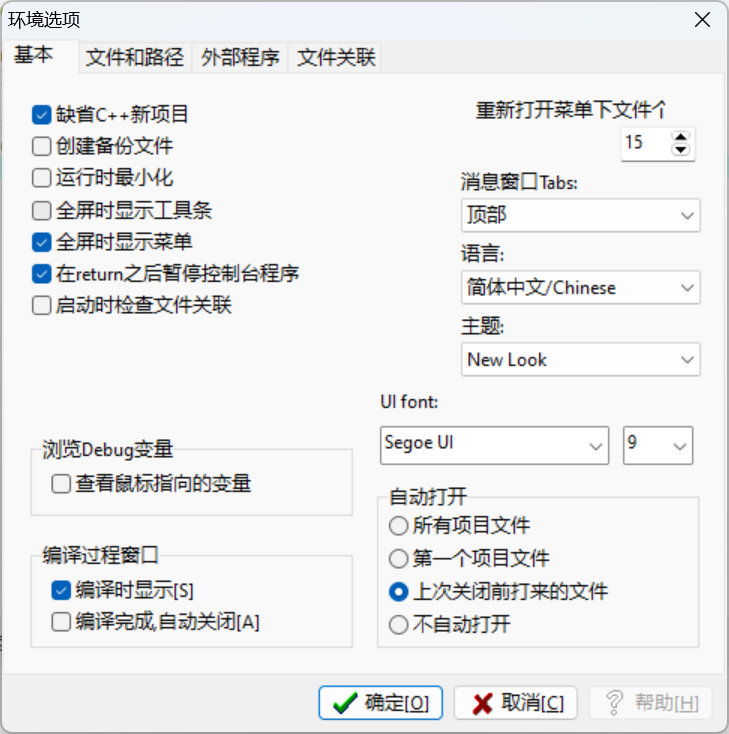 环境选项
基本 文件和路径 外部程序 文件关联
缺省C++新项目
创建备份文件
运行时最小化
全屏时显示工具条
全屏时显示菜单
在return之后暂停控制台程序
启动时检查文件关联
重新打开菜单下文件个
15
消息窗口Tabs:
顶部
语言:
简体中文/Chinese
主题:
New Look
UI font:
Segoe UI 9
浏览Debug变量
查看鼠标指向的变量
编译过程窗口
编译时显示[S]
编译完成,自动关闭[A]
自动打开
所有项目文件
第一个项目文件
上次关闭前打来的文件
不自动打开
确定[O] 取消[C] 帮助[H]